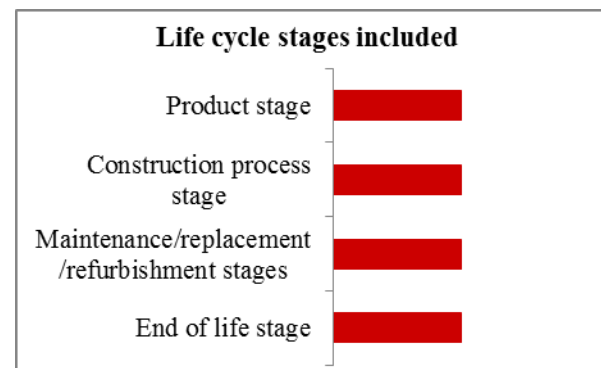 Life cycle stages included
Product stage
Construction process
stage
Maintenance/replacement
/refurbishment stages
End of life stage